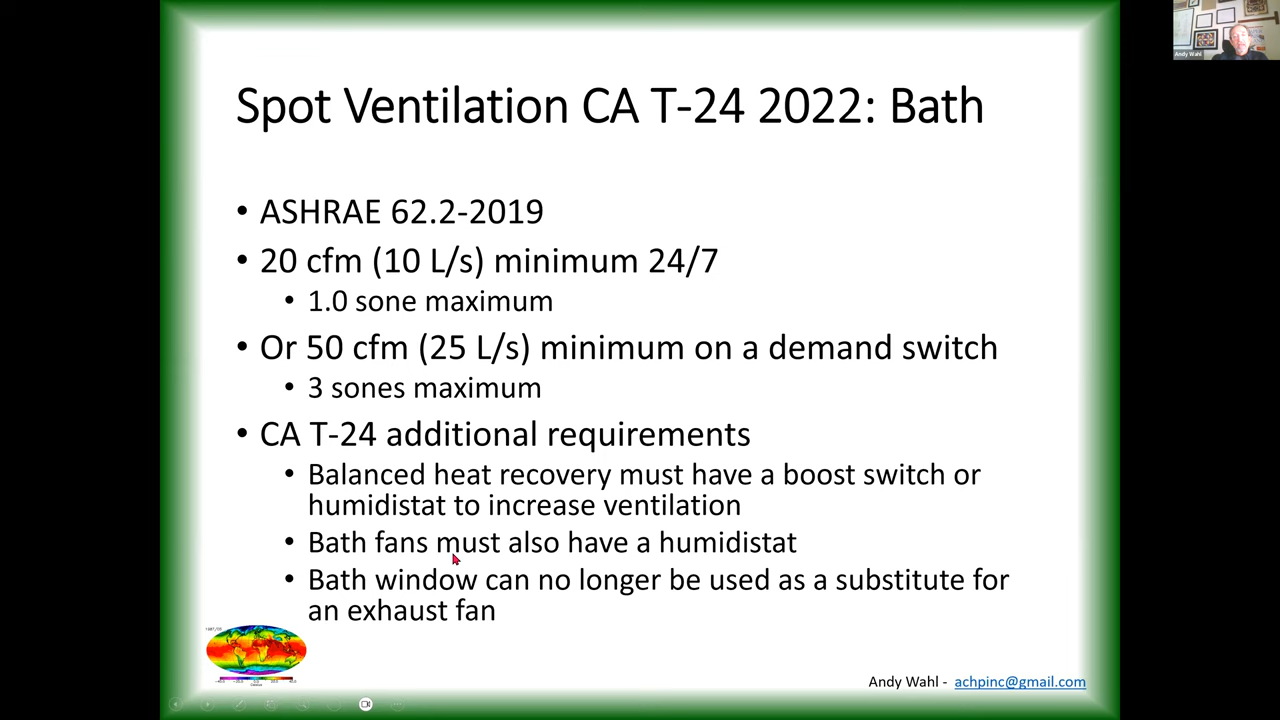 Andy Wahl
Spot Ventilation CA T-24 2022: Bath
• ASHRAE 62.2-2019
• 20 cfm (10 L/s) minimum 24/7
• 1.0 sone maximum
• Or 50 cfm (25 L/s) minimum on a demand switch
• 3 sones maximum
• CA T-24 additional requirements
• Balanced heat recovery must have a boost switch or
humidistat to increase ventilation
• Bath fans must also have a humidistat
• Bath window can no longer be used as a substitute for
an exhaust fan
Andy Wahl - achpinc@gmail.com